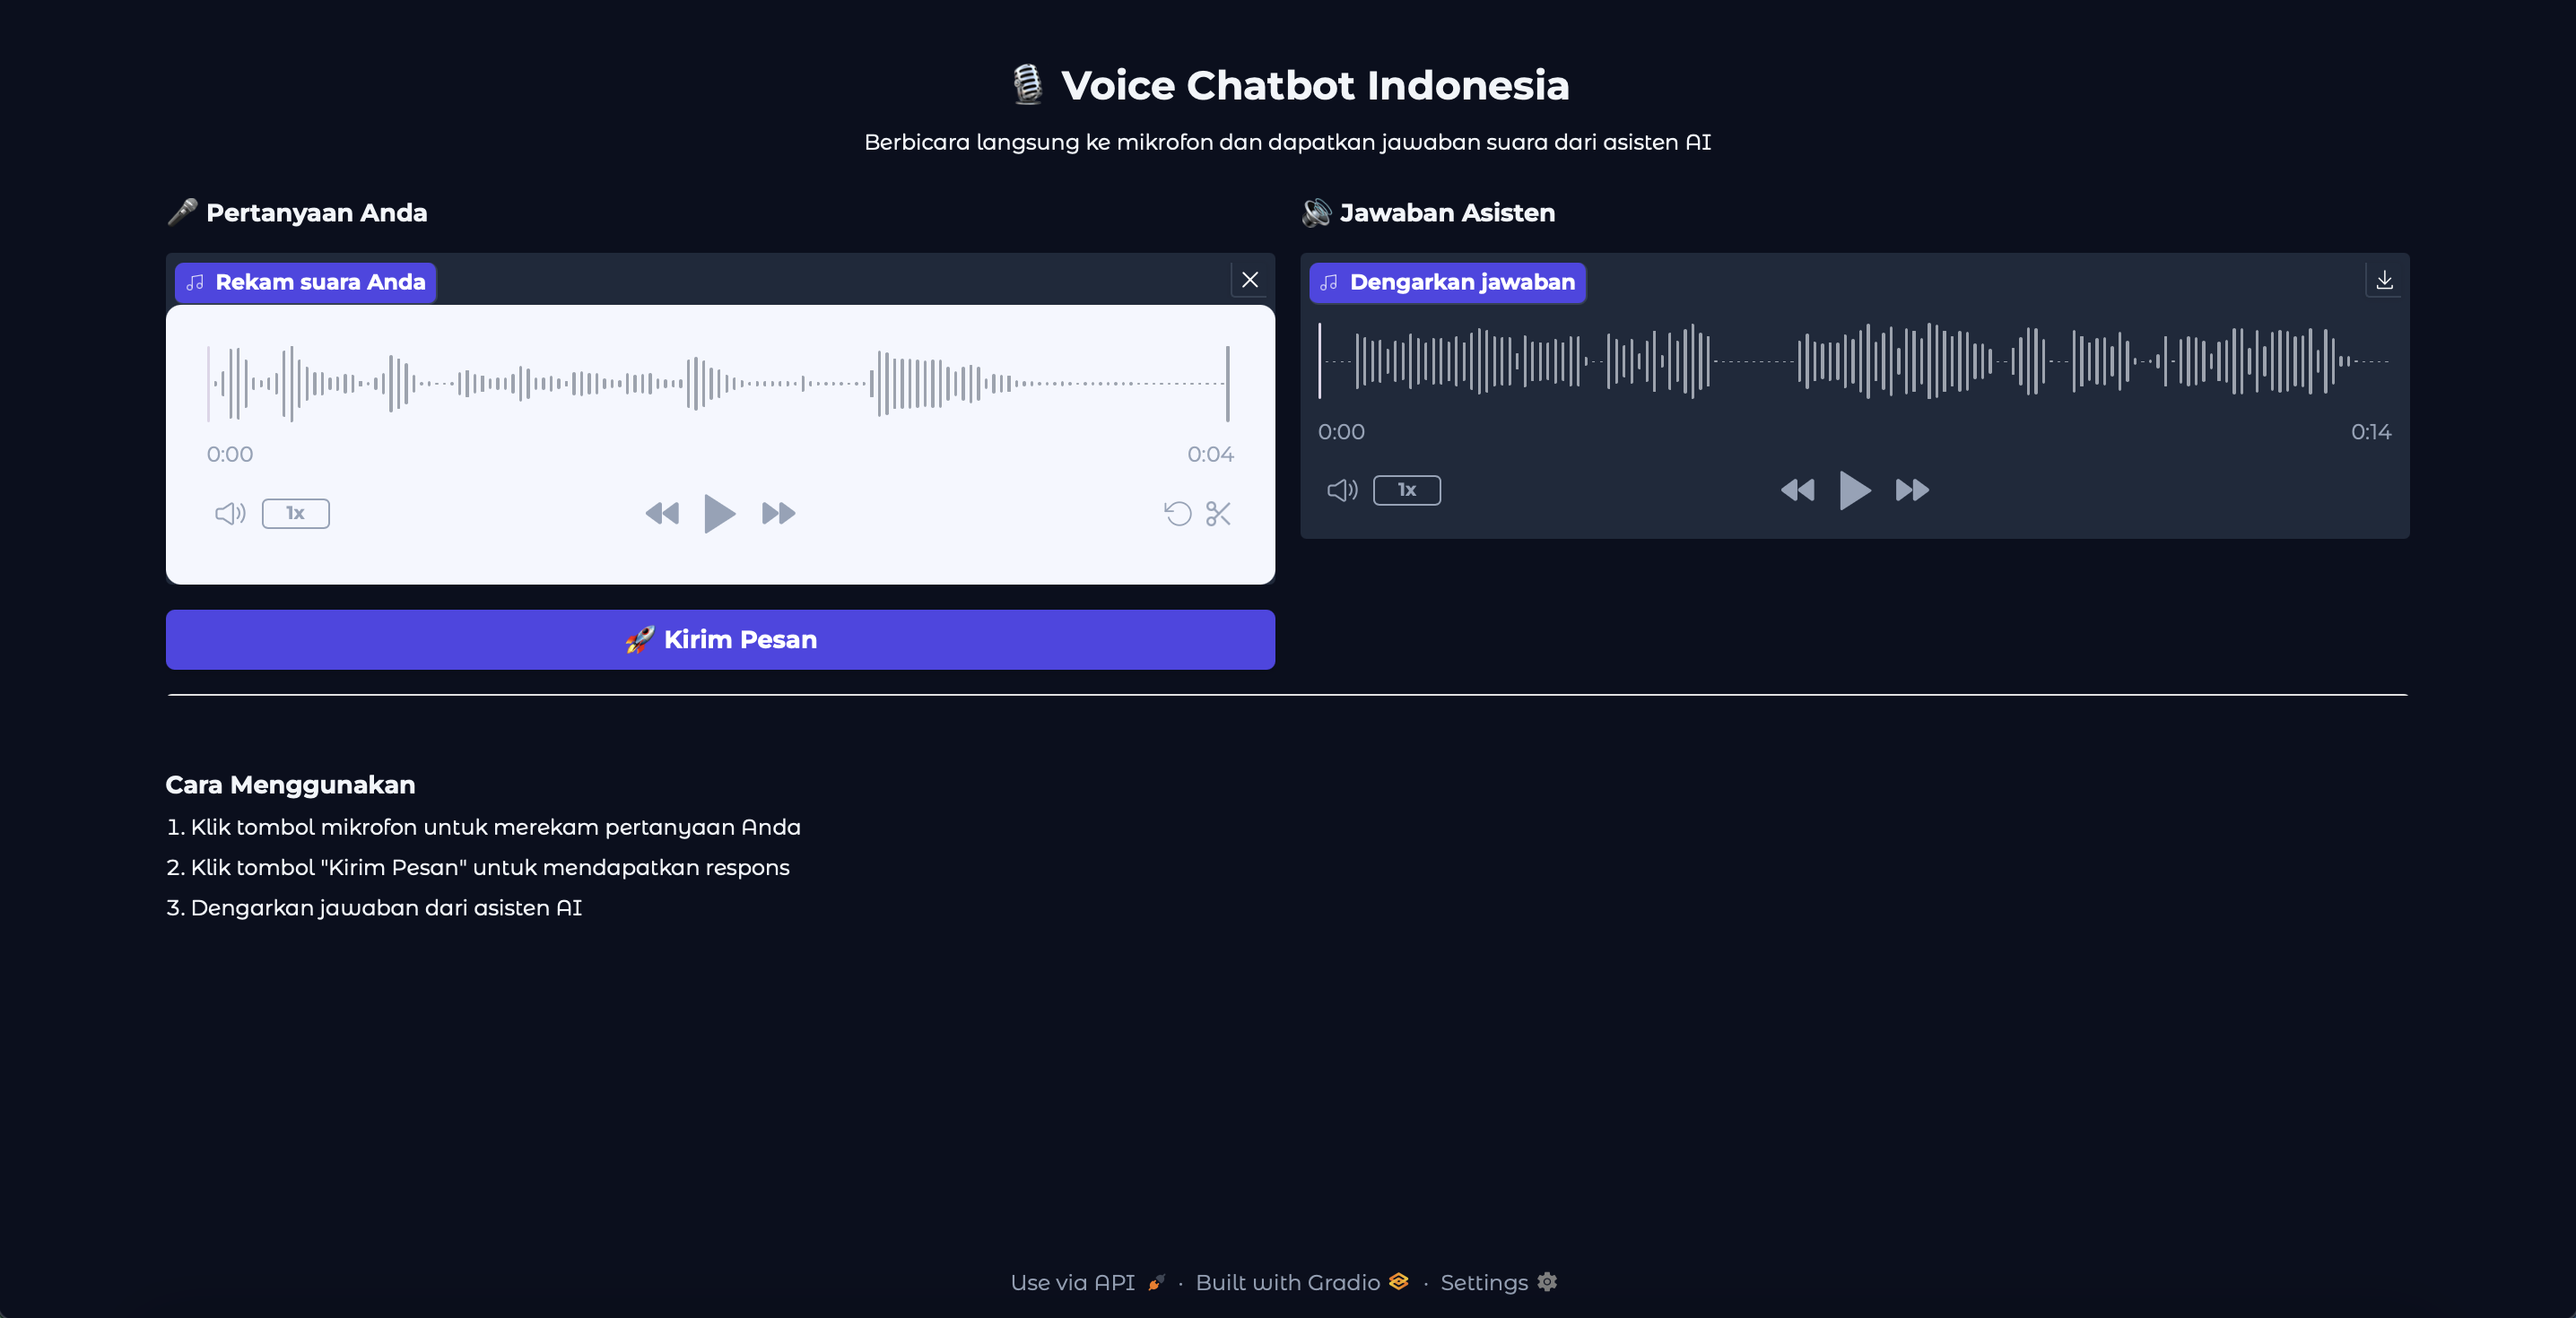 Voice Chatbot Indonesia
Berbicara langsung ke mikrofon dan dapatkan jawaban suara dari asisten AI
Pertanyaan Anda
Rekam suara Anda
0:00
0:04
1x
Kirim Pesan
Jawaban Asisten
Dengarkan jawaban
0:00
0:14
1x
Cara Menggunakan
1. Klik tombol mikrofon untuk merekam pertanyaan Anda
2. Klik tombol "Kirim Pesan" untuk mendapatkan respons
3. Dengarkan jawaban dari asisten AI
Use via API · Built with Gradio · Settings